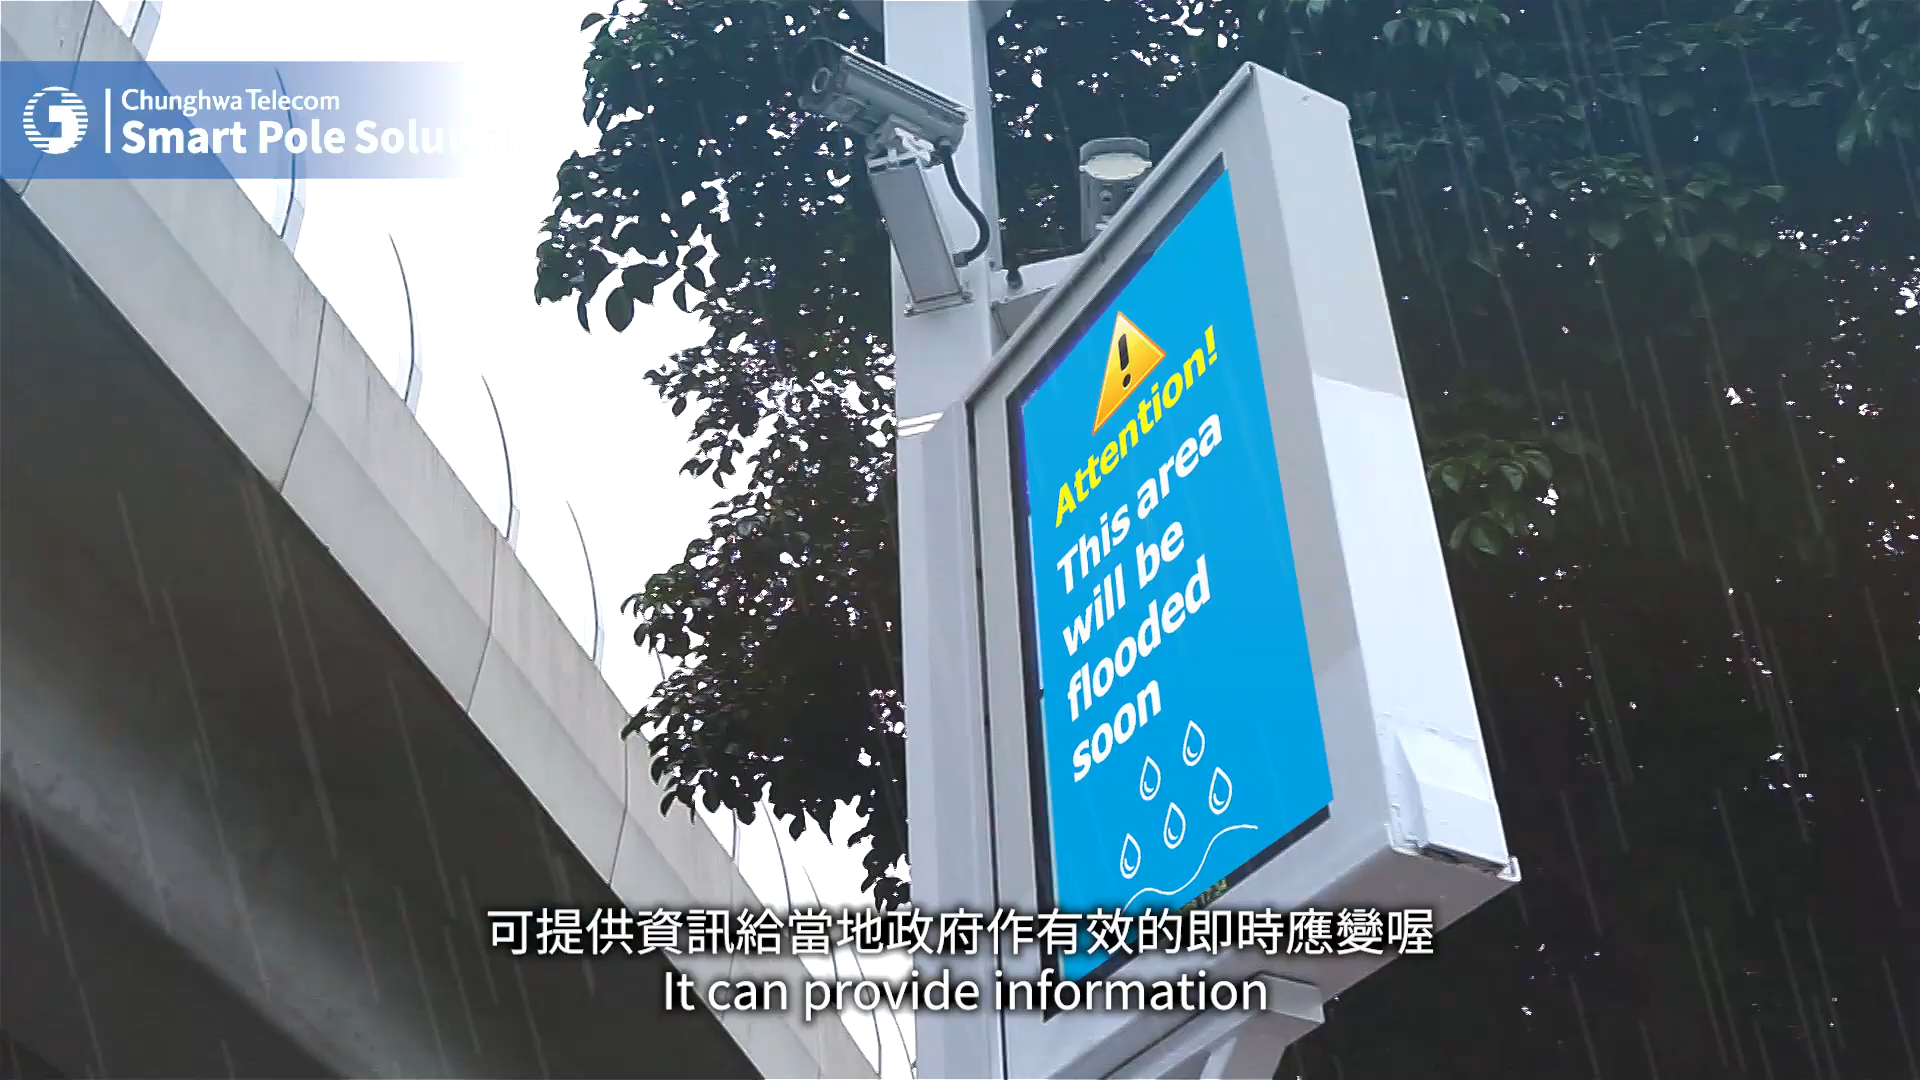 Chunghwa Telecom
Smart Pole Solution
Attention!
This area
will be
flooded
soon
可提供資訊給當地政府作有效的即時應變喔
It can provide information